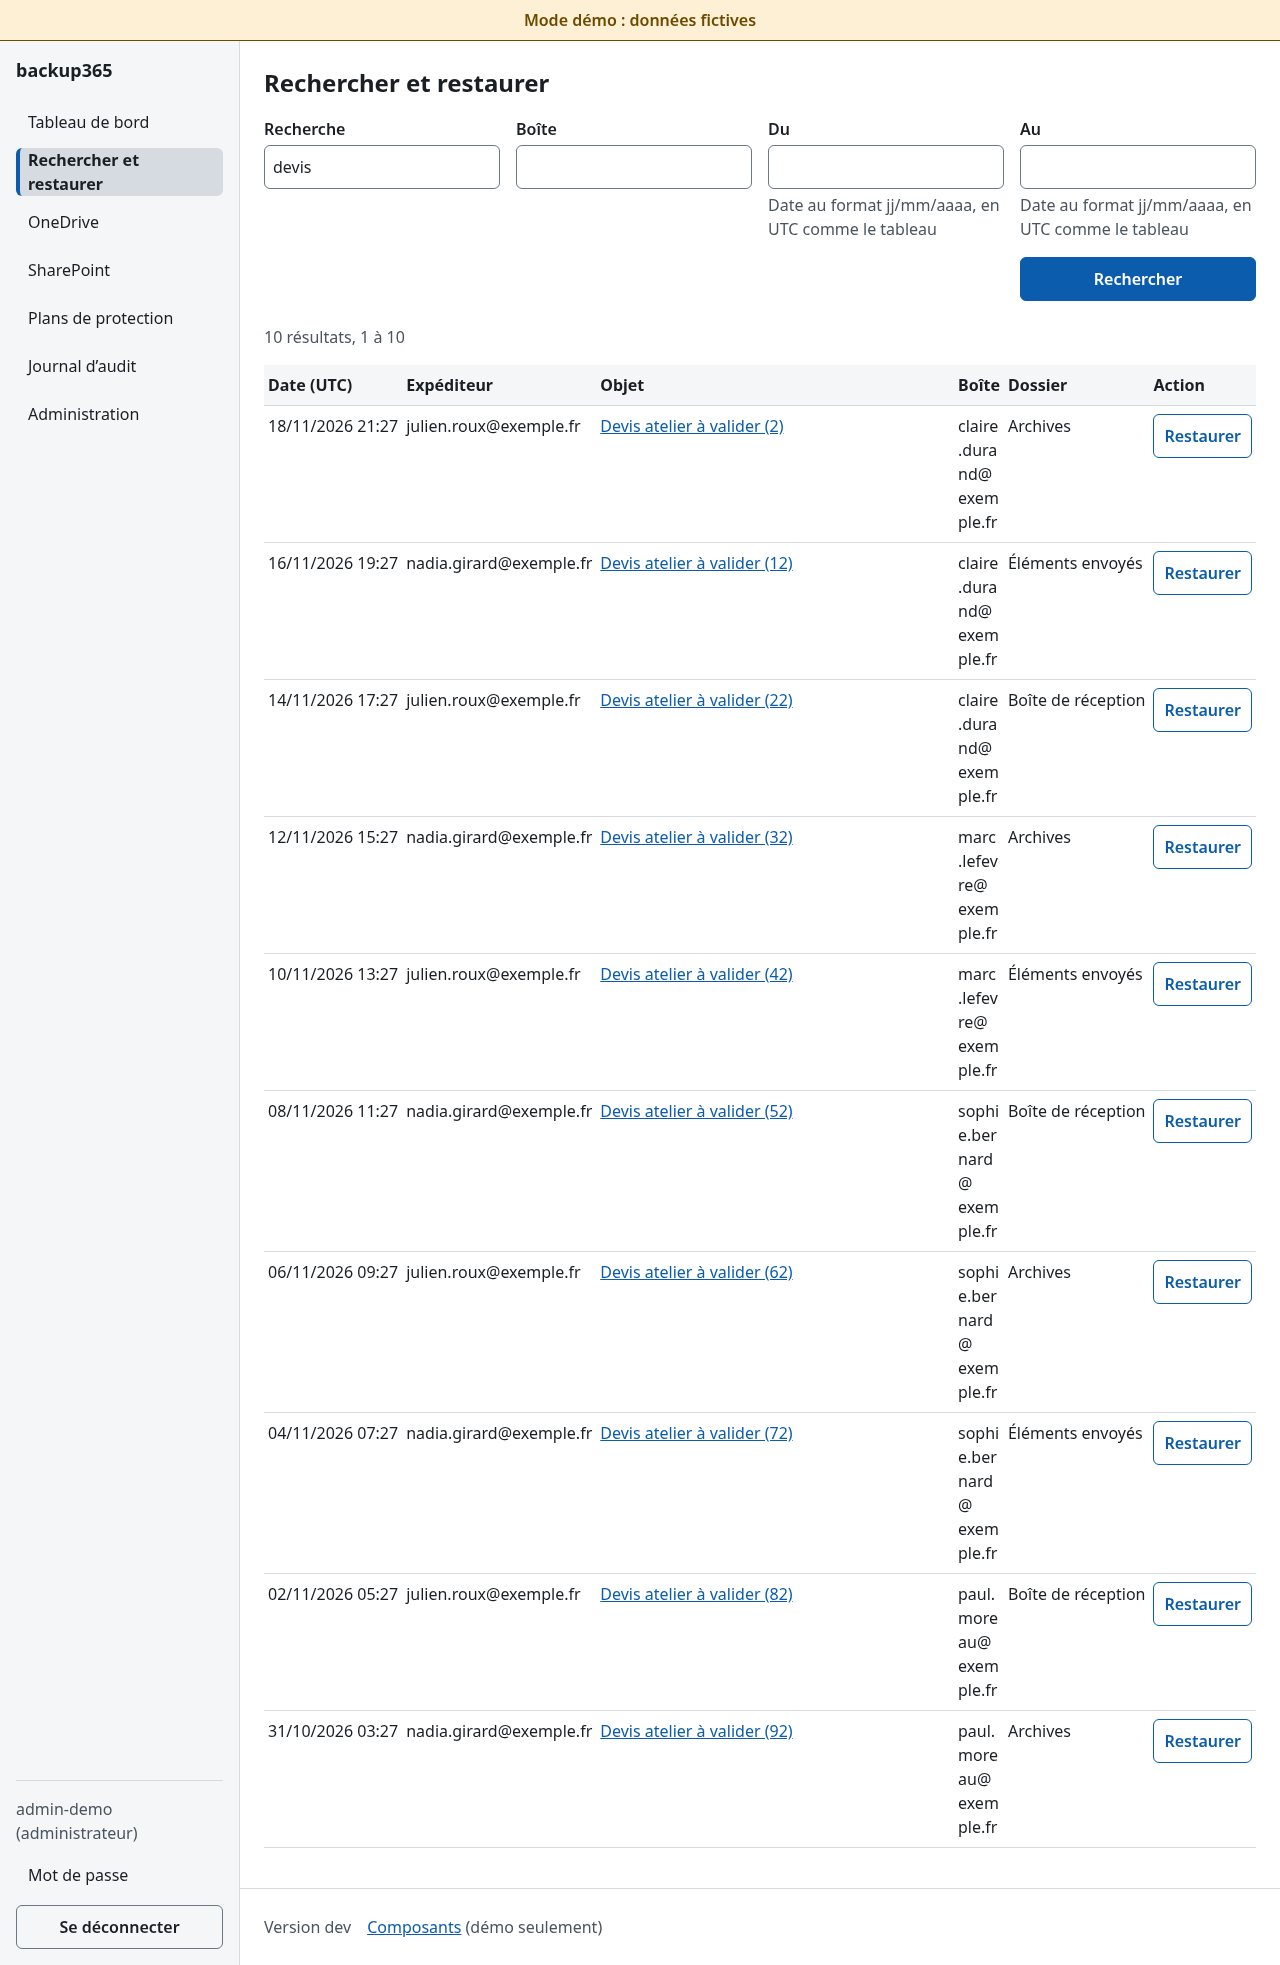 Mode démo : données fictives
backup365
Tableau de bord
Rechercher et
restaurer
OneDrive
SharePoint
Plans de protection
Journal d’audit
Administration
admin-demo
(administrateur)
Mot de passe
Se déconnecter
Rechercher et restaurer
Recherche Boîte Du Au
devis
Date au format jj/mm/aaaa, en Date au format jj/mm/aaaa, en
UTC comme le tableau UTC comme le tableau
Rechercher
10 résultats, 1 à 10
Date (UTC) Expéditeur Objet Boîte Dossier Action
18/11/2026 21:27 julien.roux@exemple.fr Devis atelier à valider (2) claire Archives Restaurer
.dura
nd@
exem
ple.fr
16/11/2026 19:27 nadia.girard@exemple.fr Devis atelier à valider (12) claire Éléments envoyés Restaurer
.dura
nd@
exem
ple.fr
14/11/2026 17:27 julien.roux@exemple.fr Devis atelier à valider (22) claire Boîte de réception Restaurer
.dura
nd@
exem
ple.fr
12/11/2026 15:27 nadia.girard@exemple.fr Devis atelier à valider (32) marc Archives Restaurer
.lefev
re@
exem
ple.fr
10/11/2026 13:27 julien.roux@exemple.fr Devis atelier à valider (42) marc Éléments envoyés Restaurer
.lefev
re@
exem
ple.fr
08/11/2026 11:27 nadia.girard@exemple.fr Devis atelier à valider (52) sophi Boîte de réception Restaurer
e.ber
nard
@
exem
ple.fr
06/11/2026 09:27 julien.roux@exemple.fr Devis atelier à valider (62) sophi Archives Restaurer
e.ber
nard
@
exem
ple.fr
04/11/2026 07:27 nadia.girard@exemple.fr Devis atelier à valider (72) sophi Éléments envoyés Restaurer
e.ber
nard
@
exem
ple.fr
02/11/2026 05:27 julien.roux@exemple.fr Devis atelier à valider (82) paul. Boîte de réception Restaurer
more
au@
exem
ple.fr
31/10/2026 03:27 nadia.girard@exemple.fr Devis atelier à valider (92) paul. Archives Restaurer
more
au@
exem
ple.fr
Version dev Composants (démo seulement)